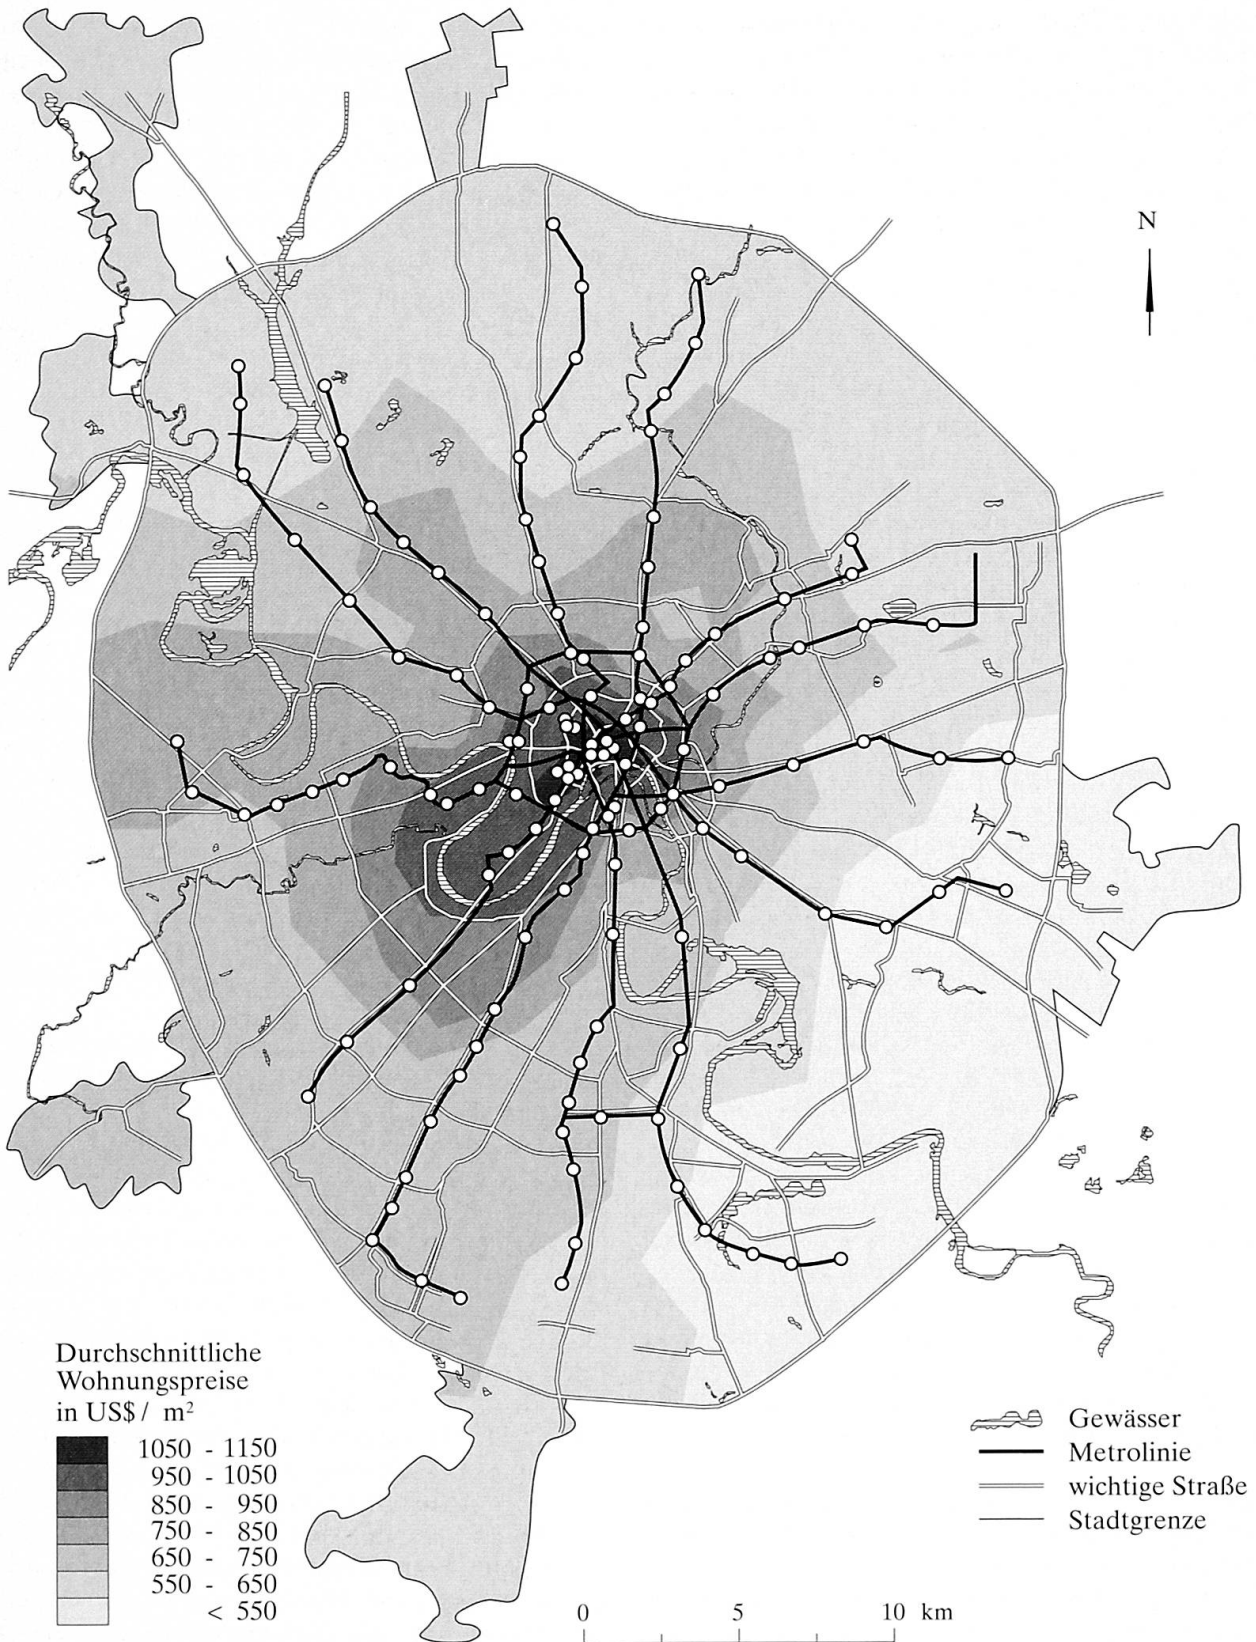 N
Durchschnittliche
Wohnungspreise
in US$ / m²
1050 - 1150
950 - 1050
850 - 950
750 - 850
650 - 750
550 - 650
< 550
Gewässer
Metrolinie
wichtige Straße
Stadtgrenze
0 5 10 km